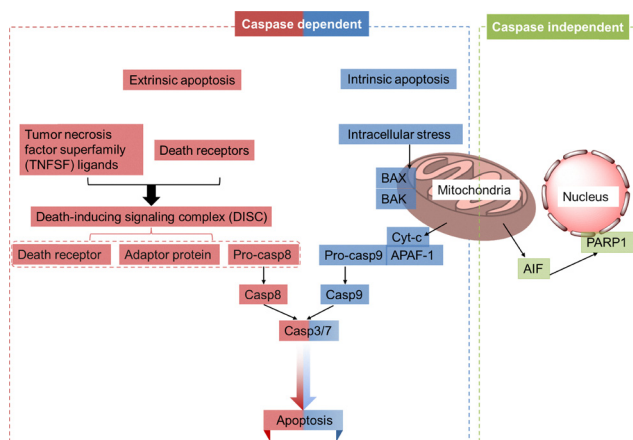 Caspase dependent
Caspase independent
Extrinsic apoptosis
Intrinsic apoptosis
Tumor necrosis
factor superfamily
(TNFSF) ligands
Death receptors
Intracellular stress
BAX
BAK
Mitochondria
Nucleus
PARP1
Death-inducing signaling complex (DISC)
Death receptor
Adaptor protein
Pro-casp8
Pro-casp9
Cyt-c
APAF-1
AIF
Casp8
Casp9
Casp3/7
Apoptosis